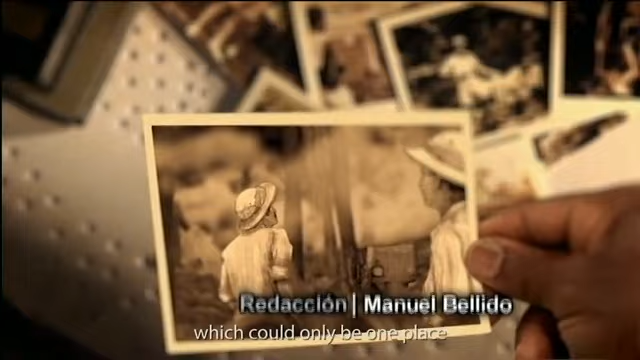 Redacción | Manuel Bellido
which could only be one place